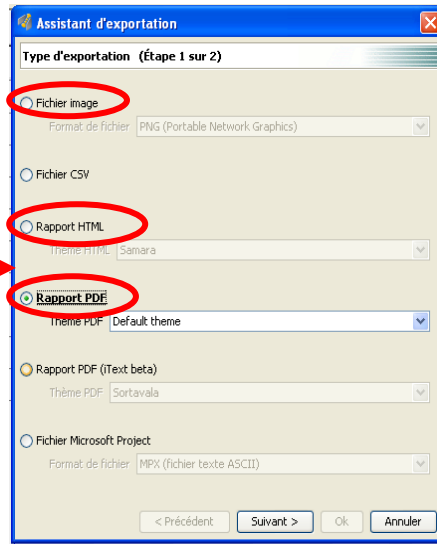 Assistant d'exportation
Type d'exportation (Étape 1 sur 2)
Fichier image
Format de fichier PNG (Portable Network Graphics)
Fichier CSV
Rapport HTML
Thème HTML Samara
Rapport PDF
Thème PDF Default theme
Rapport PDF (iText beta)
Thème PDF Sortavala
Fichier Microsoft Project
Format de fichier MPX (fichier texte ASCII)
< Précédent Suivant > Ok Annuler